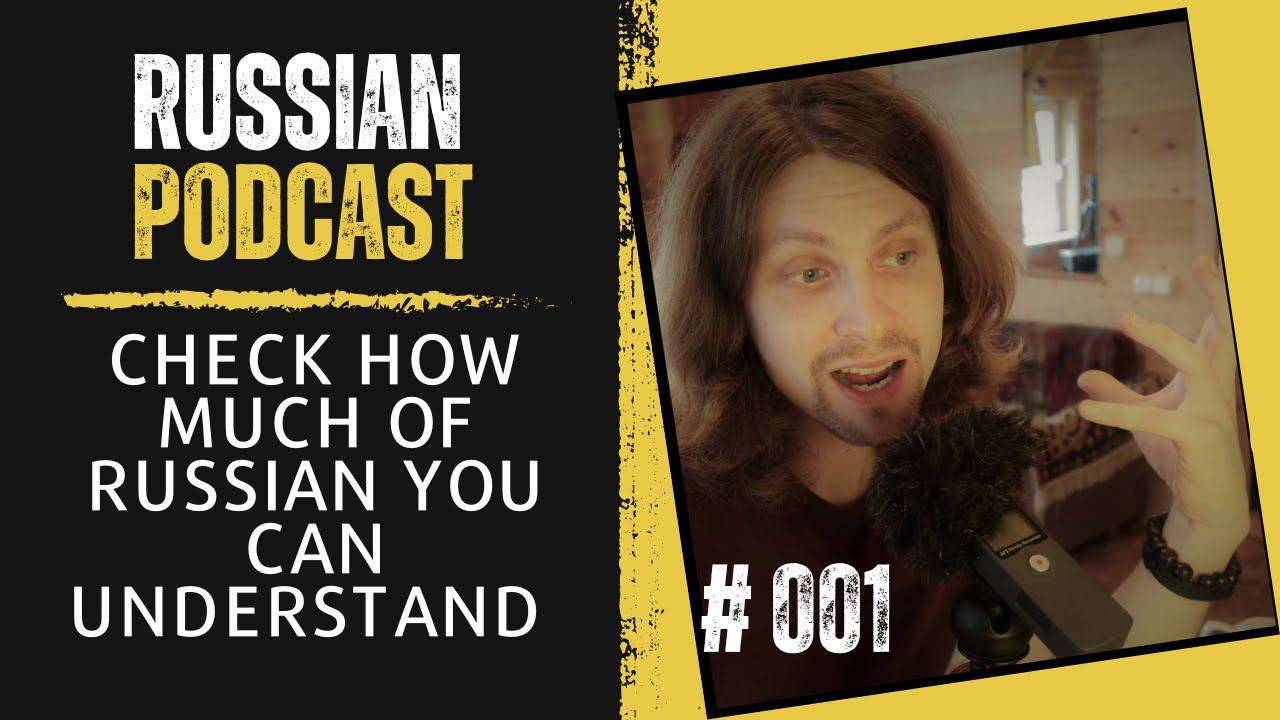 RUSSIAN
PODCAST
CHECK HOW
MUCH OF
RUSSIAN YOU
CAN
UNDERSTAND
# 001